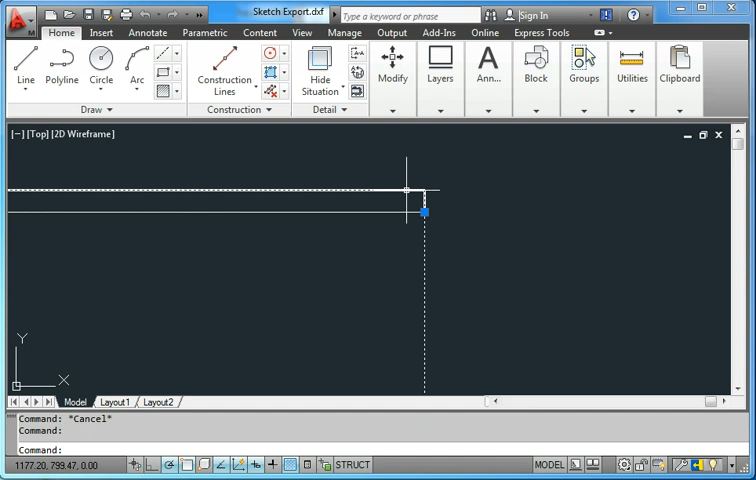 Sketch Export.dxf
Type a keyword or phrase
Sign In
Home Insert Annotate Parametric Content View Manage Output Add-Ins Online Express Tools
Line Polyline Circle Arc
Construction
Lines
Hide
Situation
Modify Layers Ann... Block Groups Utilities Clipboard
Draw Construction Detail
[−] [Top] [2D Wireframe]
Y
X
Model Layout1 Layout2
Command: *Cancel*
Command:
Command:
1177.20, 799.47, 0.00 STRUCT MODEL